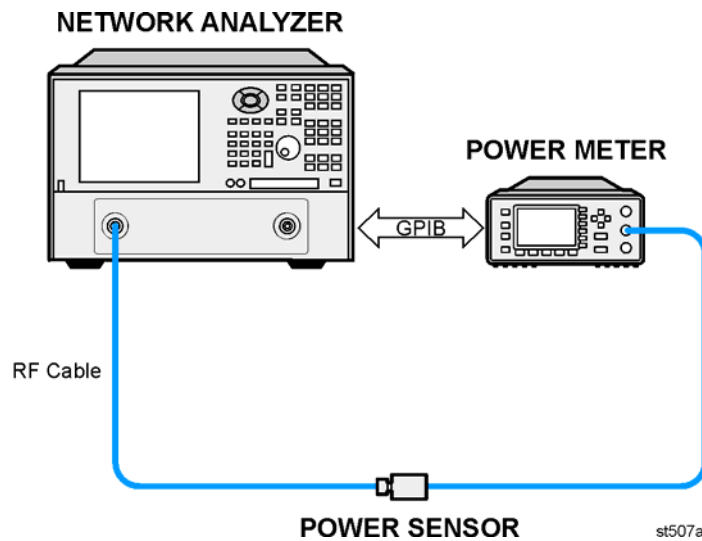 NETWORK ANALYZER
POWER METER
GPIB
RF Cable
POWER SENSOR
st507a